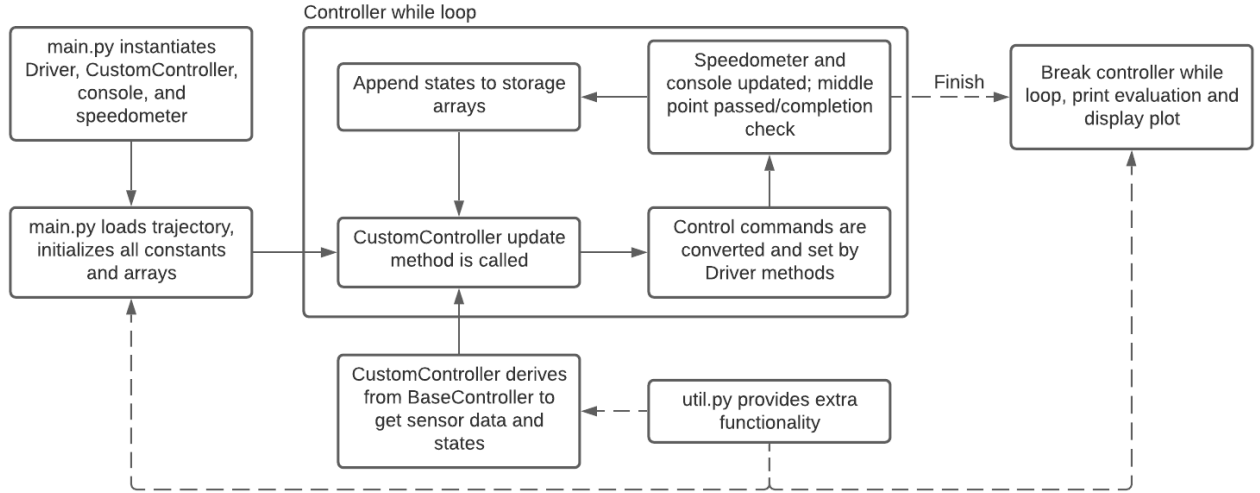 Controller while loop
main.py instantiates
Driver, CustomController,
console, and
speedometer
main.py loads trajectory,
initializes all constants
and arrays
Append states to storage
arrays
CustomController update
method is called
Speedometer and
console updated; middle
point passed/completion
check
Control commands are
converted and set by
Driver methods
Finish
Break controller while
loop, print evaluation and
display plot
CustomController derives
from BaseController to
get sensor data and
states
util.py provides extra
functionality